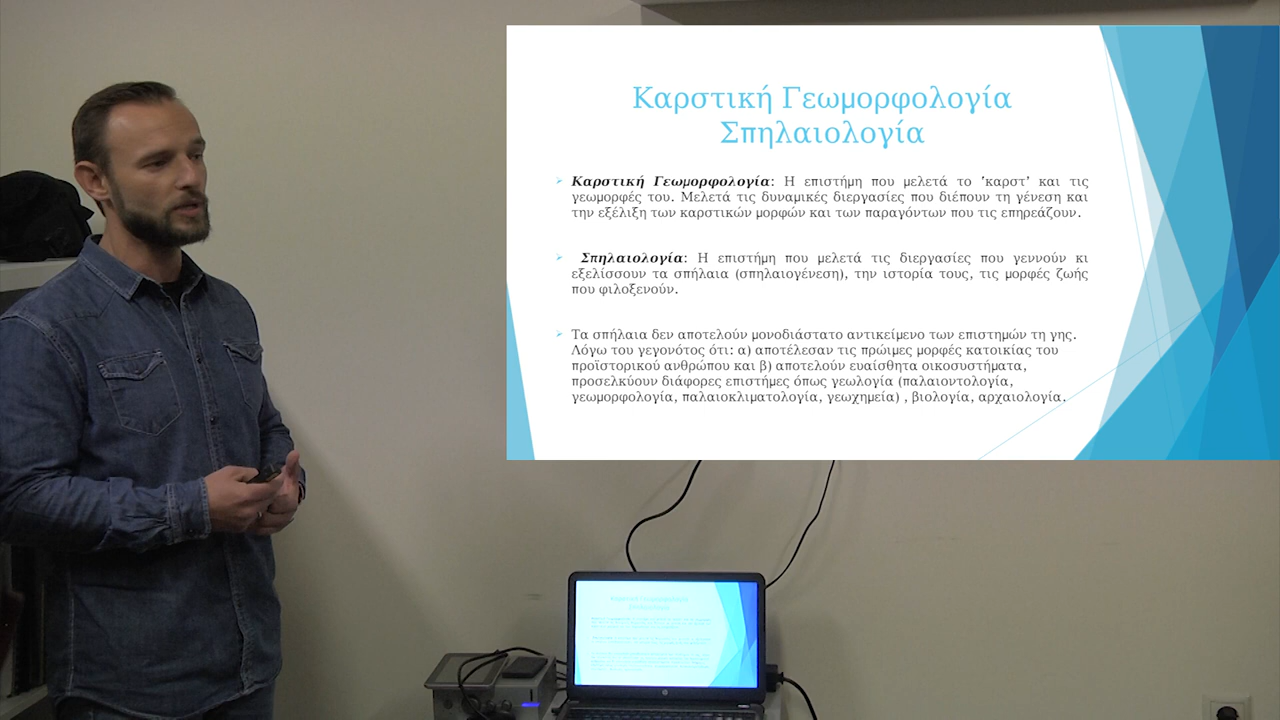 Καρστική Γεωμορφολογία
Σπηλαιολογία
Καρστική Γεωμορφολογία: Η επιστήμη που μελετά το 'καρστ' και τις
γεωμορφές του. Μελετά τις δυναμικές διεργασίες που διέπουν τη γένεση και
την εξέλιξη των καρστικών μορφών και των παραγόντων που τις επηρεάζουν.
Σπηλαιολογία: Η επιστήμη που μελετά τις διεργασίες που γεννούν κι
εξελίσσουν τα σπήλαια (σπηλαιογένεση), την ιστορία τους, τις μορφές ζωής
που φιλοξενούν.
Τα σπήλαια δεν αποτελούν μονοδιάστατο αντικείμενο των επιστημών τη γης.
Λόγω του γεγονότος ότι: α) αποτέλεσαν τις πρώιμες μορφές κατοικίας του
προϊστορικού ανθρώπου και β) αποτελούν ευαίσθητα οικοσυστήματα,
προσελκύουν διάφορες επιστήμες όπως γεωλογία (παλαιοντολογία,
γεωμορφολογία, παλαιοκλιματολογία, γεωχημεία) , βιολογία, αρχαιολογία.